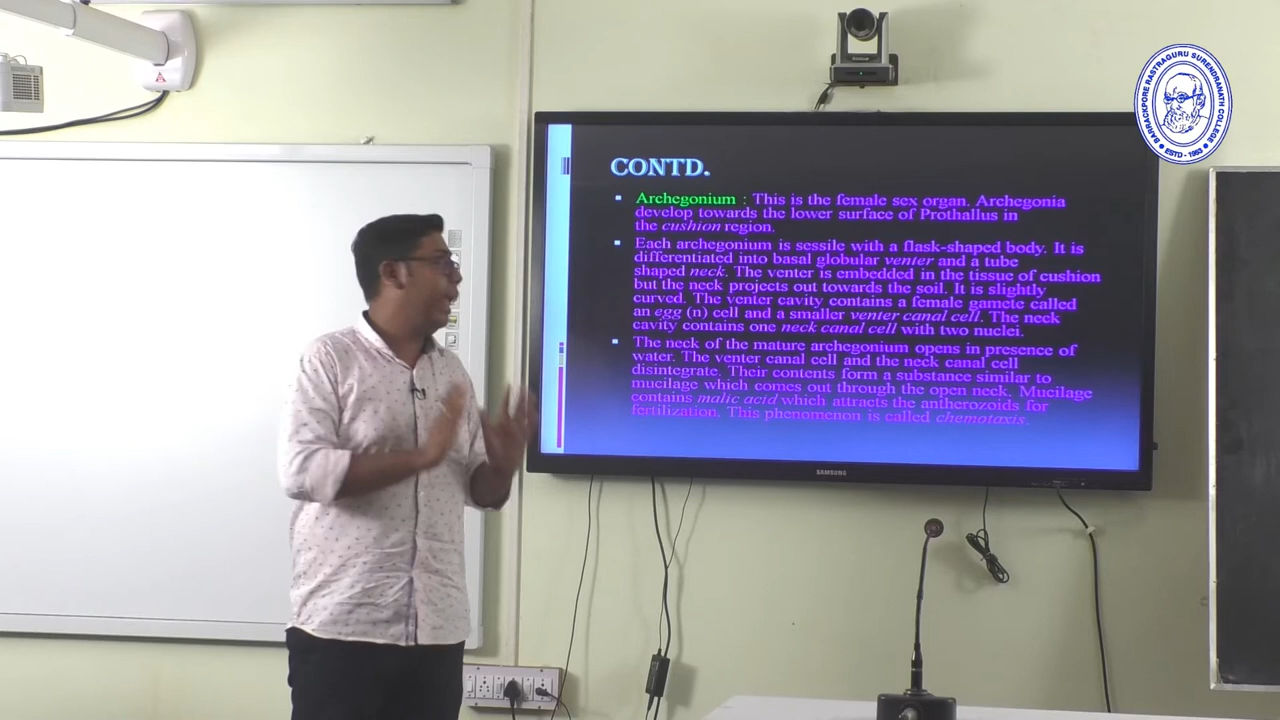 BARRACKPORE RASTRAGURU SURENDRANATH COLLEGE
ESTD - 1953
CONTD.
Archegonium : This is the female sex organ. Archegonia
develop towards the lower surface of Prothallus in
the cushion region.
Each archegonium is sessile with a flask-shaped body. It is
differentiated into basal globular venter and a tube
shaped neck. The venter is embedded in the tissue of cushion
but the neck projects out towards the soil. It is slightly
curved. The venter cavity contains a female gamete called
an egg (n) cell and a smaller venter canal cell. The neck
cavity contains one neck canal cell with two nuclei.
The neck of the mature archegonium opens in presence of
water. The venter canal cell and the neck canal cell
disintegrate. Their contents form a substance similar to
mucilage which comes out through the open neck. Mucilage
contains malic acid which attracts the antherozoids for
fertilization. This phenomenon is called chemotaxis.
SAMSUNG